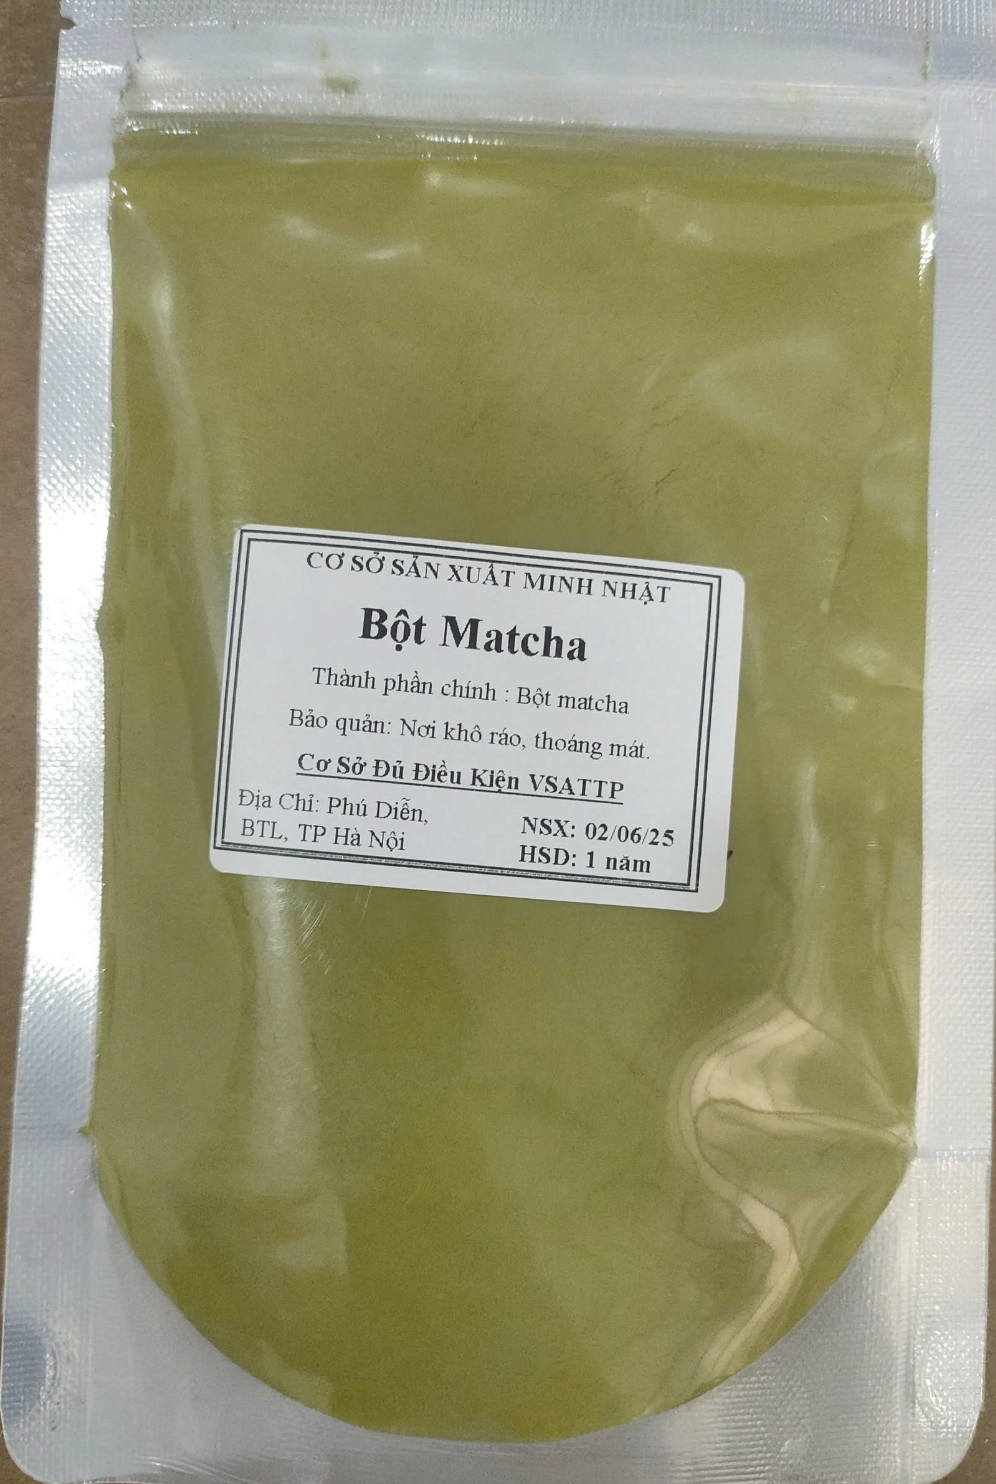 CƠ SỞ SẢN XUẤT MINH NHẬT
Bột Matcha
Thành phần chính : Bột matcha
Bảo quản: Nơi khô ráo, thoáng mát.
Cơ Sở Đủ Điều Kiện VSATTP
Địa Chỉ: Phú Diễn,
BTL, TP Hà Nội
NSX: 02/06/25
HSD: 1 năm